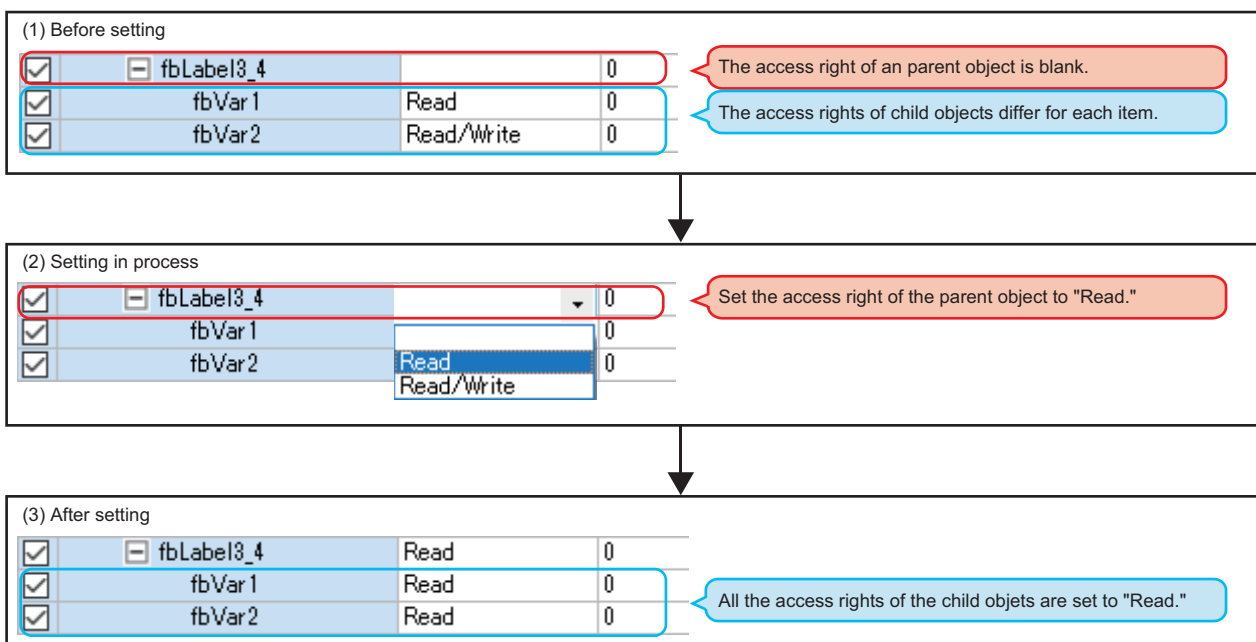 (1) Before setting
fbLabel3_4 0
The access right of an parent object is blank.
fbVar1 Read 0
The access rights of child objects differ for each item.
fbVar2 Read/Write 0
(2) Setting in process
fbLabel3_4 0
Set the access right of the parent object to "Read."
fbVar1 0
fbVar2 Read 0
Read/Write
(3) After setting
fbLabel3_4 Read 0
fbVar1 Read 0
All the access rights of the child objets are set to "Read."
fbVar2 Read 0